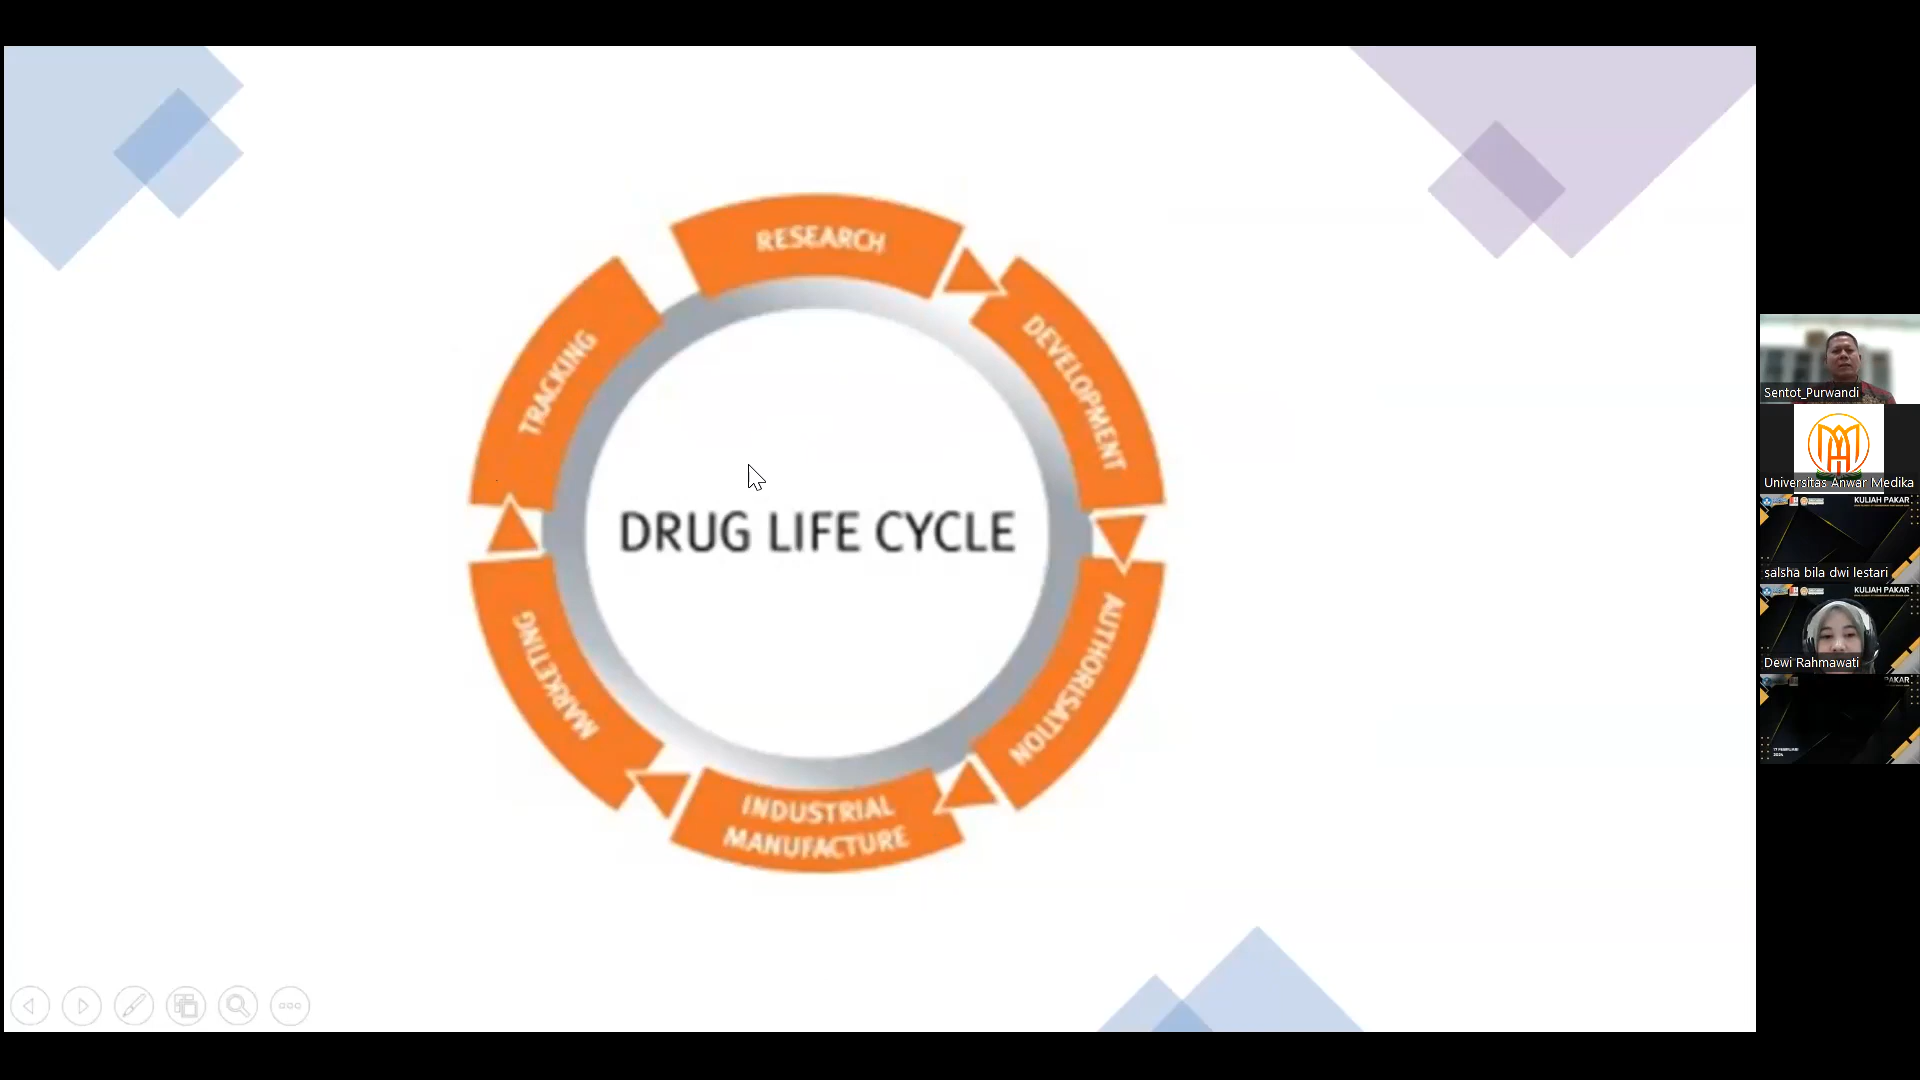 RESEARCH
DEVELOPMENT
AUTHORISATION
INDUSTRIAL
MANUFACTURE
MARKETING
TRACKING
DRUG LIFE CYCLE
Sentot_Purwandi
Universitas Anwar Medika
KULIAH PAKAR
salsha bila dwi lestari
KULIAH PAKAR
Dewi Rahmawati
PAKAR